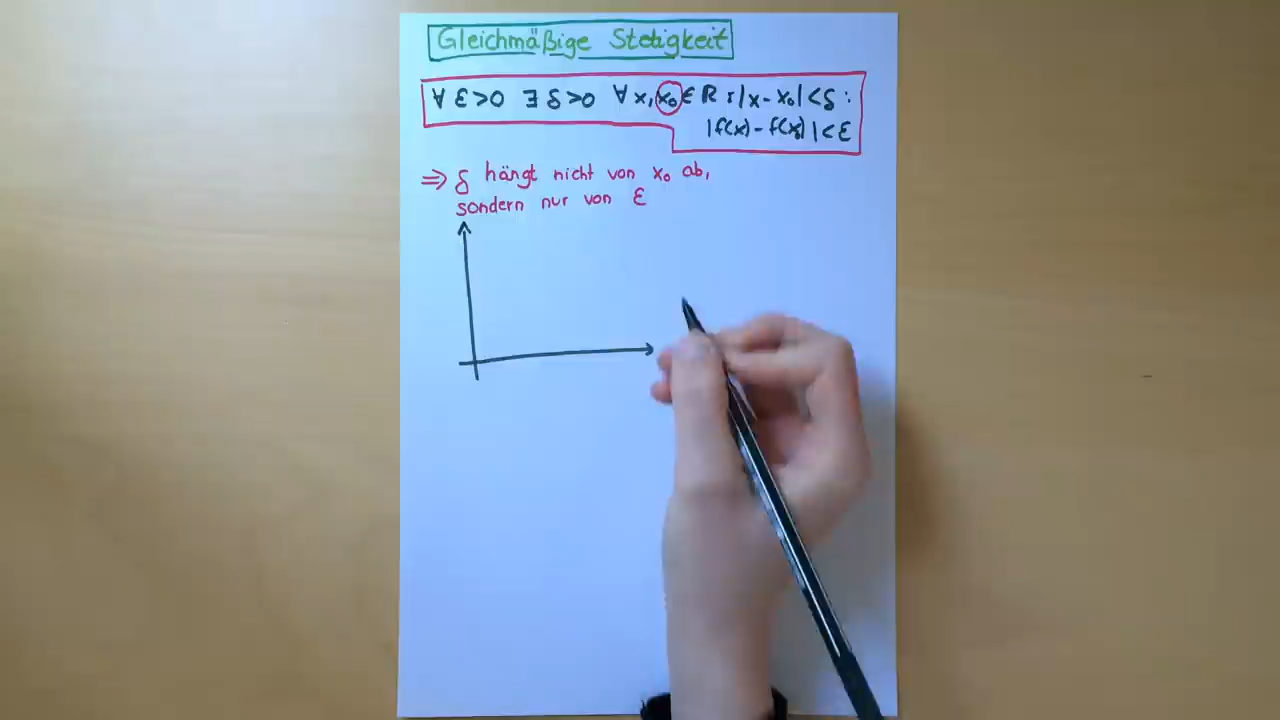 Gleichmäßige Stetigkeit
∀ ε>0 ∃ δ>0 ∀ x, x₀ ∈ ℝ : |x - x₀| < δ :
|f(x) - f(x₀)| < ε
⇒ δ hängt nicht von x₀ ab,
sondern nur von ε